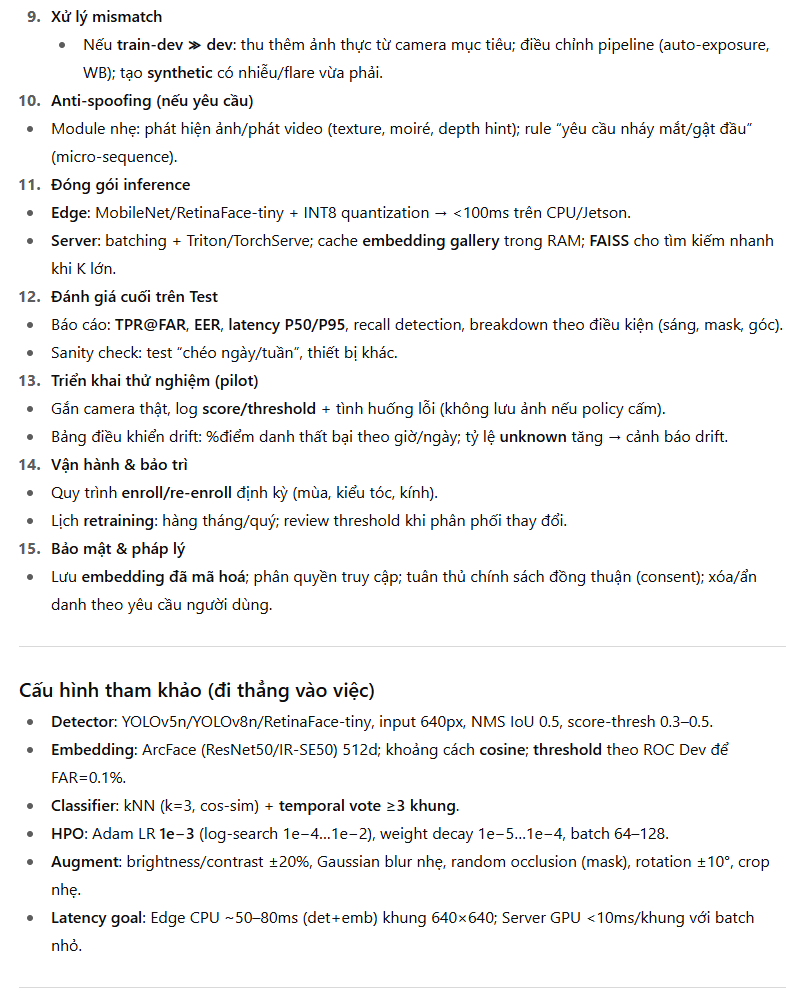 9. Xử lý mismatch
• Nếu train-dev ≫ dev: thu thêm ảnh thực từ camera mục tiêu; điều chỉnh pipeline (auto-exposure,
WB); tạo synthetic có nhiễu/flare vừa phải.
10. Anti-spoofing (nếu yêu cầu)
• Module nhẹ: phát hiện ảnh/phát video (texture, moiré, depth hint); rule “yêu cầu nháy mắt/gật đầu”
(micro-sequence).
11. Đóng gói inference
• Edge: MobileNet/RetinaFace-tiny + INT8 quantization → <100ms trên CPU/Jetson.
• Server: batching + Triton/TorchServe; cache embedding gallery trong RAM; FAISS cho tìm kiếm nhanh
khi K lớn.
12. Đánh giá cuối trên Test
• Báo cáo: TPR@FAR, EER, latency P50/P95, recall detection, breakdown theo điều kiện (sáng, mask, góc).
• Sanity check: test “chéo ngày/tuần”, thiết bị khác.
13. Triển khai thử nghiệm (pilot)
• Gắn camera thật, log score/threshold + tình huống lỗi (không lưu ảnh nếu policy cấm).
• Bảng điều khiển drift: %điểm danh thất bại theo giờ/ngày; tỷ lệ unknown tăng → cảnh báo drift.
14. Vận hành & bảo trì
• Quy trình enroll/re-enroll định kỳ (mùa, kiểu tóc, kính).
• Lịch retraining: hàng tháng/quý; review threshold khi phân phối thay đổi.
15. Bảo mật & pháp lý
• Lưu embedding đã mã hoá; phân quyền truy cập; tuân thủ chính sách đồng thuận (consent); xóa/ẩn
danh theo yêu cầu người dùng.
Cấu hình tham khảo (đi thẳng vào việc)
• Detector: YOLOv5n/YOLOv8n/RetinaFace-tiny, input 640px, NMS IoU 0.5, score-thresh 0.3–0.5.
• Embedding: ArcFace (ResNet50/IR-SE50) 512d; khoảng cách cosine; threshold theo ROC Dev để
FAR=0.1%.
• Classifier: kNN (k=3, cos-sim) + temporal vote ≥3 khung.
• HPO: Adam LR 1e−3 (log-search 1e−4…1e−2), weight decay 1e−5…1e−4, batch 64–128.
• Augment: brightness/contrast ±20%, Gaussian blur nhẹ, random occlusion (mask), rotation ±10°, crop
nhẹ.
• Latency goal: Edge CPU ~50–80ms (det+emb) khung 640×640; Server GPU <10ms/khung với batch
nhỏ.